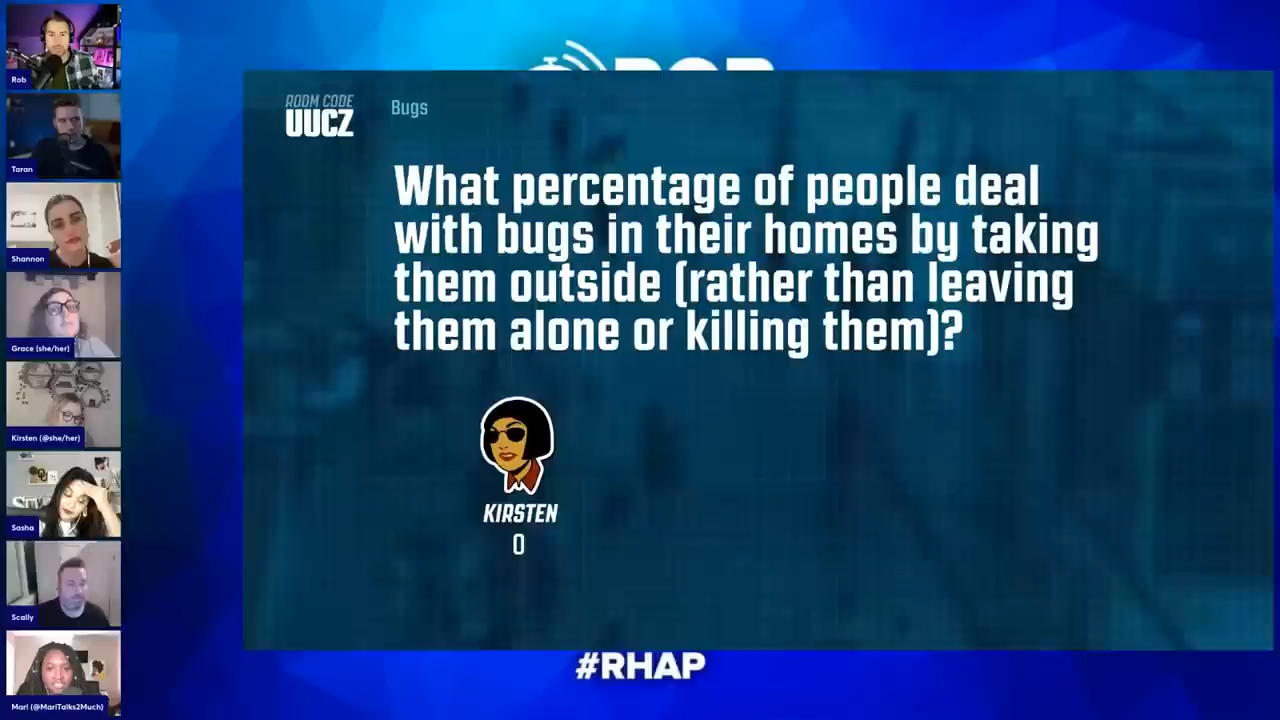 Rob
Taran
Shannon
Grace (she/her)
Kirsten (@she/her)
Sasha
Scally
Mari (@MariTalks2Much)
ROOM CODE
UUCZ
Bugs
What percentage of people deal
with bugs in their homes by taking
them outside (rather than leaving
them alone or killing them)?
KIRSTEN
0
#RHAP